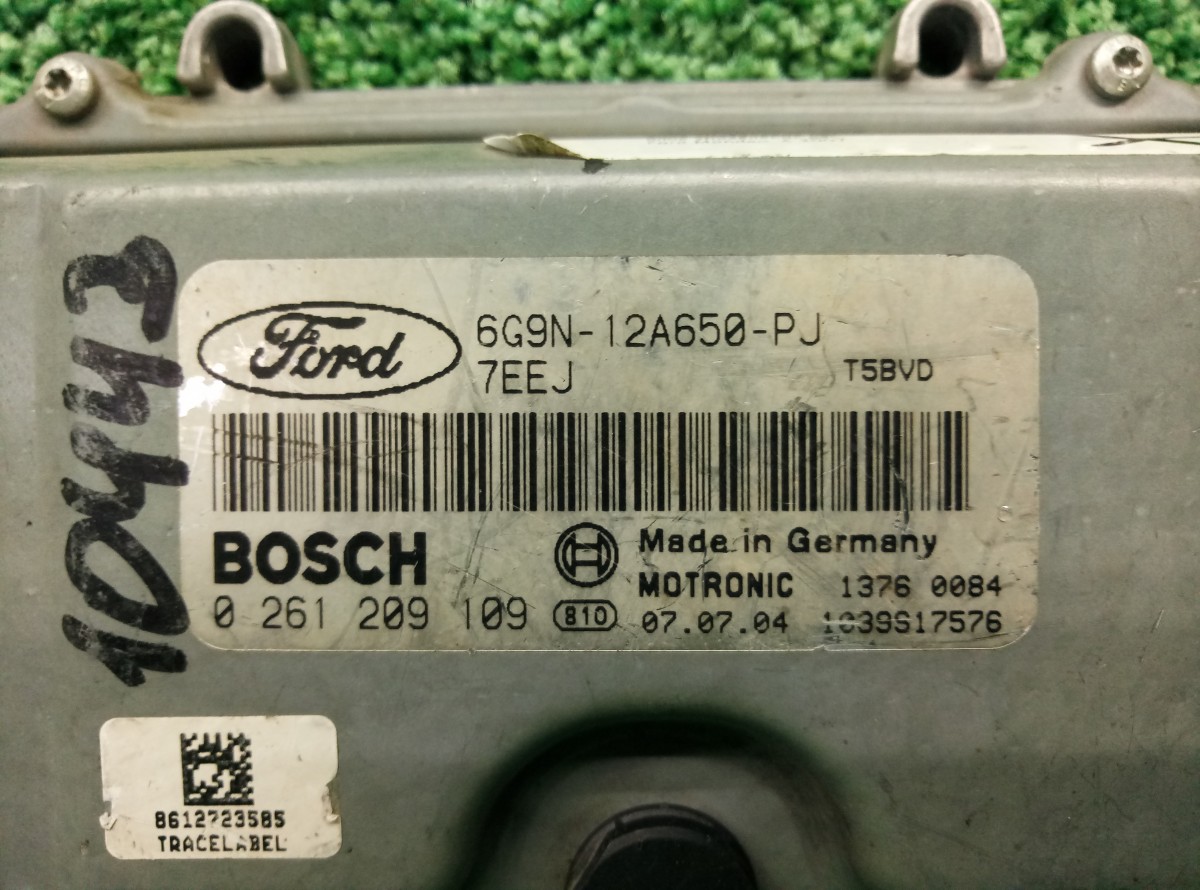 10443
Ford
6G9N-12A650-PJ
7EEJ
T5BVD
BOSCH
Made in Germany
MOTRONIC 1376 0084
0 261 209 109
810
07.07.04 1039S17576
8612723585
TRACELABEL